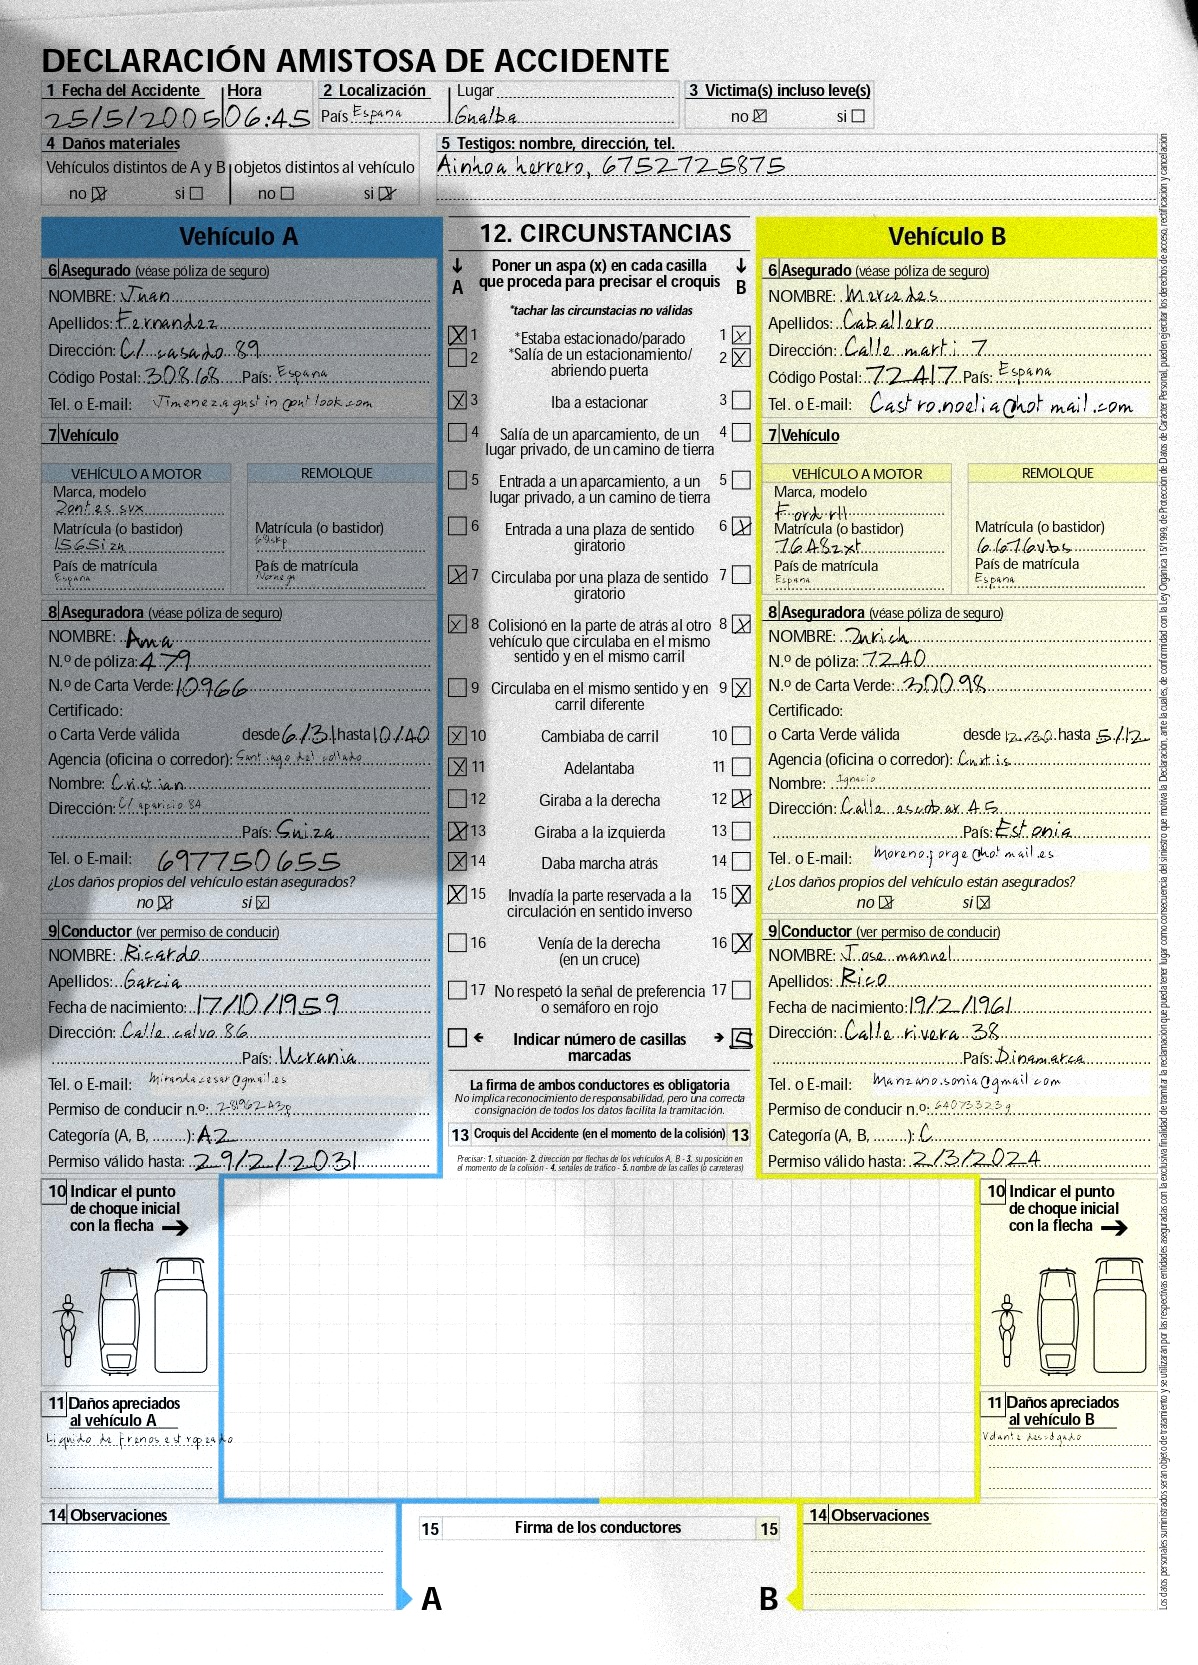 DECLARACIÓN AMISTOSA DE ACCIDENTE
1 Fecha del Accidente Hora 2 Localización Lugar 3 Victima(s) incluso leve(s)
25/5/2005 06:45 País Espana Gualba no ☒ si ☐
4 Daños materiales 5 Testigos: nombre, dirección, tel.
Vehículos distintos de A y B objetos distintos al vehículo Ainhoa herrero, 6752725875
no ☒ si ☐ no ☐ si ☒
Vehículo A
6 Asegurado (véase póliza de seguro)
NOMBRE: Juan
Apellidos: Fernandez
Dirección: C/ casado 89
Código Postal: 30868 País: Espana
Tel. o E-mail: Jimenez.agustin@outlook.com
7 Vehículo
VEHÍCULO A MOTOR REMOLQUE
Marca, modelo
Zontes svx
Matrícula (o bastidor) Matrícula (o bastidor)
1565izn
País de matrícula País de matrícula
Espana Noruega
8 Aseguradora (véase póliza de seguro)
NOMBRE: Ama
N.º de póliza: 479
N.º de Carta Verde: 10966
Certificado:
o Carta Verde válida desde 6/31 hasta 10/40
Agencia (oficina o corredor): Santiago del collado
Nombre: Cristian
Dirección: C/ aparicio 84
País: Suiza
Tel. o E-mail: 697750655
¿Los daños propios del vehículo están asegurados?
no ☒ si ☒
9 Conductor (ver permiso de conducir)
NOMBRE: Ricardo
Apellidos: Garcia
Fecha de nacimiento: 17/10/1959
Dirección: Calle calvo 86
País: Ucrania
Tel. o E-mail: Mirandacesar@gmail.es
Permiso de conducir n.º: 28196243p
Categoría (A, B, ........): A2
Permiso válido hasta: 29/2/2031
12. CIRCUNSTANCIAS
A Poner un aspa (x) en cada casilla que proceda para precisar el croquis B
*tachar las circunstacias no válidas
☒ 1 *Estaba estacionado/parado 1 ☒
☐ 2 *Salía de un estacionamiento/ 2 ☒
abriendo puerta
☒ 3 Iba a estacionar 3 ☐
☐ 4 Salía de un aparcamiento, de un 4 ☐
lugar privado, de un camino de tierra
☐ 5 Entrada a un aparcamiento, a un 5 ☐
lugar privado, a un camino de tierra
☐ 6 Entrada a una plaza de sentido 6 ☒
giratorio
☒ 7 Circulaba por una plaza de sentido 7 ☐
giratorio
☒ 8 Colisionó en la parte de atrás al otro 8 ☒
vehículo que circulaba en el mismo
sentido y en el mismo carril
☐ 9 Circulaba en el mismo sentido y en 9 ☒
carril diferente
☒ 10 Cambiaba de carril 10 ☐
☒ 11 Adelantaba 11 ☐
☐ 12 Giraba a la derecha 12 ☒
☒ 13 Giraba a la izquierda 13 ☐
☒ 14 Daba marcha atrás 14 ☐
☒ 15 Invadía la parte reservada a la 15 ☒
circulación en sentido inverso
☐ 16 Venía de la derecha 16 ☒
(en un cruce)
☐ 17 No respetó la señal de preferencia 17 ☐
o semáforo en rojo
☐ ← Indicar número de casillas → 5
marcadas
La firma de ambos conductores es obligatoria
No implica reconocimiento de responsabilidad, pero una correcta
consignación de todos los datos facilita la tramitación.
13 Croquis del Accidente (en el momento de la colisión) 13
Precisar: 1. situación- 2. dirección por flechas de los vehículos A, B - 3. su posición en
el momento de la colisión - 4. señales de tráfico - 5. nombre de las calles (o carreteras)
Vehículo B
6 Asegurado (véase póliza de seguro)
NOMBRE: Mercedes
Apellidos: Caballero
Dirección: Calle marti 7
Código Postal: 72417 País: Espana
Tel. o E-mail: Castro.noelia@hotmail.com
7 Vehículo
VEHÍCULO A MOTOR REMOLQUE
Marca, modelo
Ford rll
Matrícula (o bastidor) Matrícula (o bastidor)
7648zxt 6676vbs
País de matrícula País de matrícula
Espana Espana
8 Aseguradora (véase póliza de seguro)
NOMBRE: Zurich
N.º de póliza: 7240
N.º de Carta Verde: 30098
Certificado:
o Carta Verde válida desde 12/30 hasta 5/12
Agencia (oficina o corredor): Curtis
Nombre: Ignacio
Dirección: Calle escobar 45
País: Estonia
Tel. o E-mail: Moreno.jorge@hotmail.es
¿Los daños propios del vehículo están asegurados?
no ☒ si ☒
9 Conductor (ver permiso de conducir)
NOMBRE: Jose manuel
Apellidos: Rico
Fecha de nacimiento: 19/2/1961
Dirección: Calle rivera 38
País: Dinamarca
Tel. o E-mail: Manzano.sonia@gmail.com
Permiso de conducir n.º: 64073323g
Categoría (A, B, ........): C
Permiso válido hasta: 2/3/2024
10 Indicar el punto
de choque inicial
con la flecha →
11 Daños apreciados
al vehículo A
Liquido de frenos estropeado
10 Indicar el punto
de choque inicial
con la flecha →
11 Daños apreciados
al vehículo B
Volante descolgado
14 Observaciones
15 Firma de los conductores 15
A B
14 Observaciones
Los datos personales suministrados seran objeto de tratamiento y se utilizaran por las respectivas entidades aseguradas con la exclusiva finalidad de tramitar la reclamación que pueda tener lugar como consecuencia del siniestro que motiva la Declaración, ante la cuales, de conformidad con la Ley Orgánica 15/1999, de Protección de Datos de Carácter Personal, pueden ejercitar los derechos de acceso, rectificación y cancelación